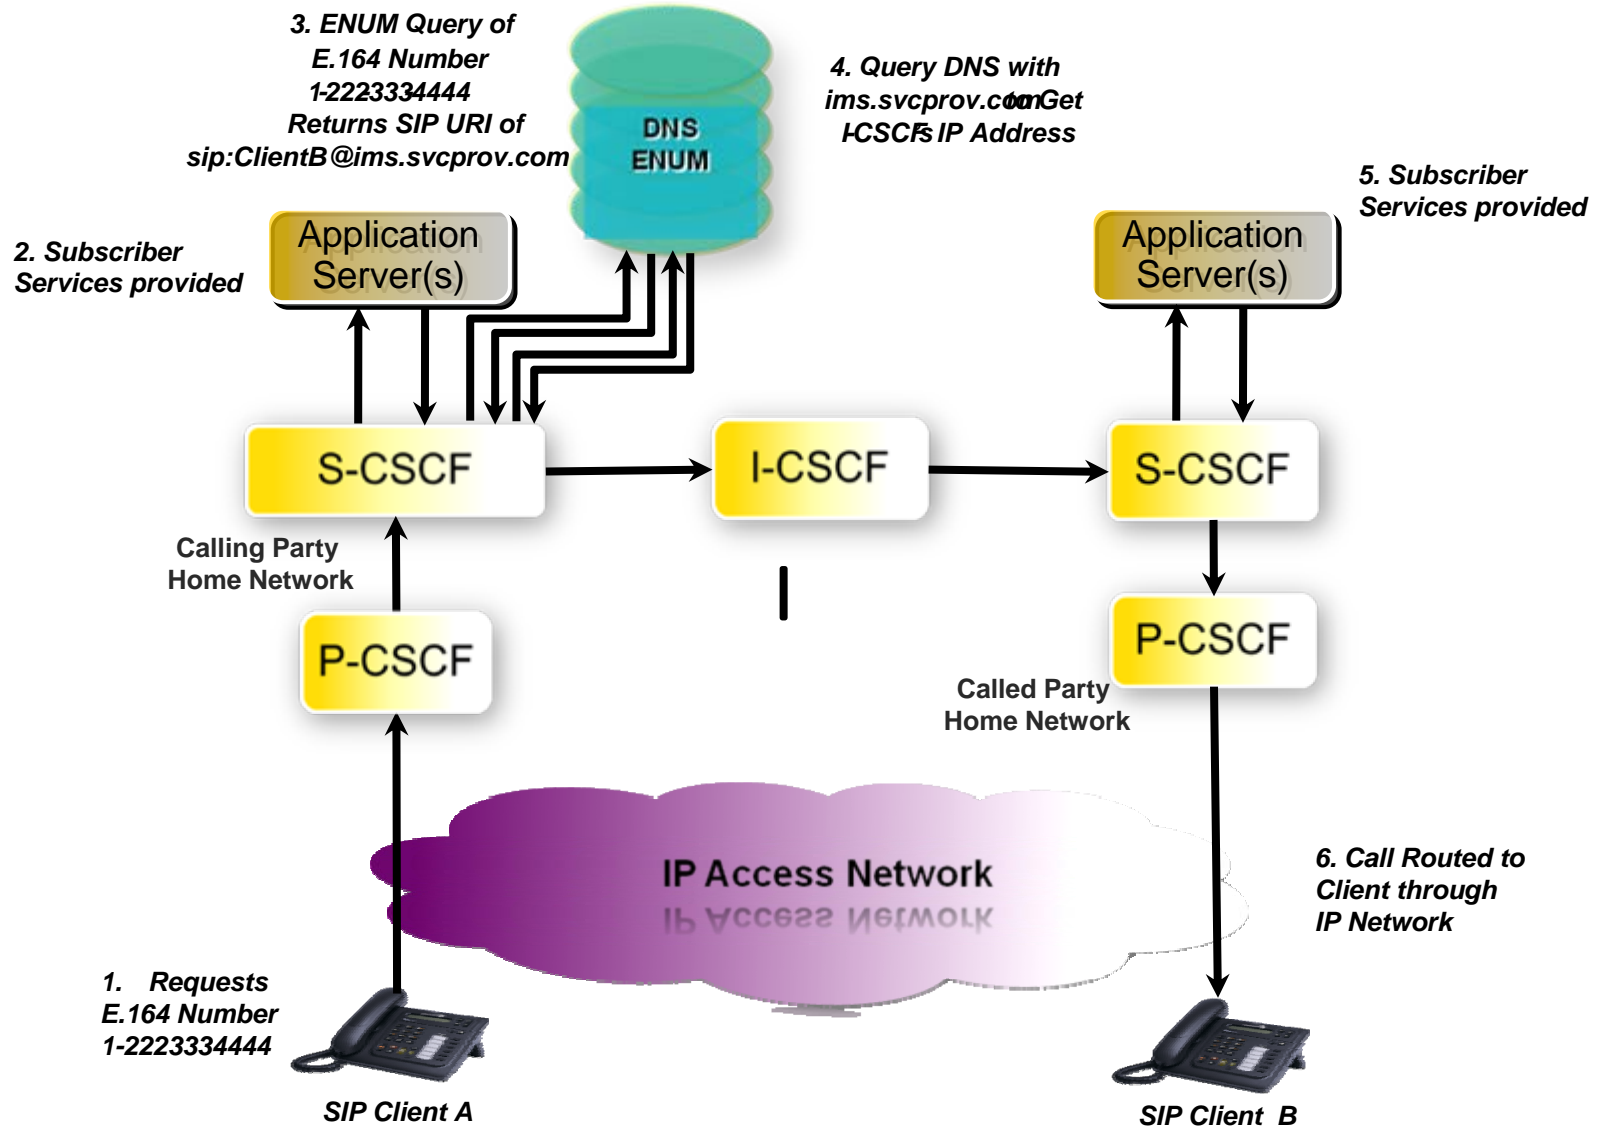 3. ENUM Query of
E.164 Number
1-2223334444
Returns SIP URI of
sip:ClientB@ims.svcprov.com
DNS
ENUM
4. Query DNS with
ims.svcprov.com to Get
I-CSCF's IP Address
5. Subscriber
Services provided
2. Subscriber
Services provided
Application
Server(s)
Application
Server(s)
S-CSCF
I-CSCF
S-CSCF
Calling Party
Home Network
P-CSCF
P-CSCF
Called Party
Home Network
IP Access Network
6. Call Routed to
Client through
IP Network
1. Requests
E.164 Number
1-2223334444
SIP Client A
SIP Client B